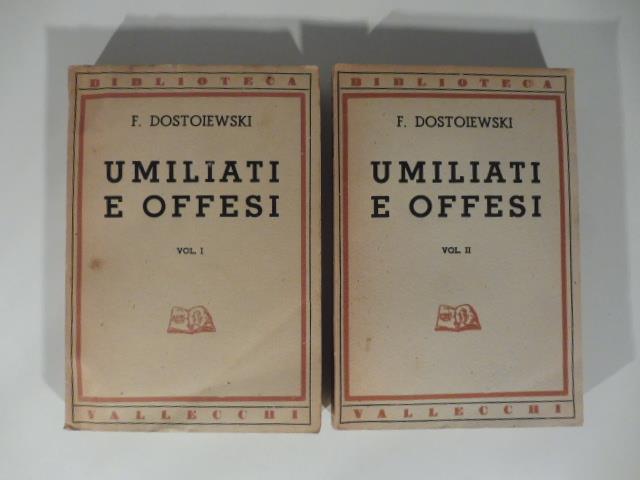 BIBLIOTECA
F. DOSTOIEWSKI
UMILIATI
E OFFESI
VOL. I
VALLECCHI
BIBLIOTECA
F. DOSTOIEWSKI
UMILIATI
E OFFESI
VOL. II
VALLECCHI